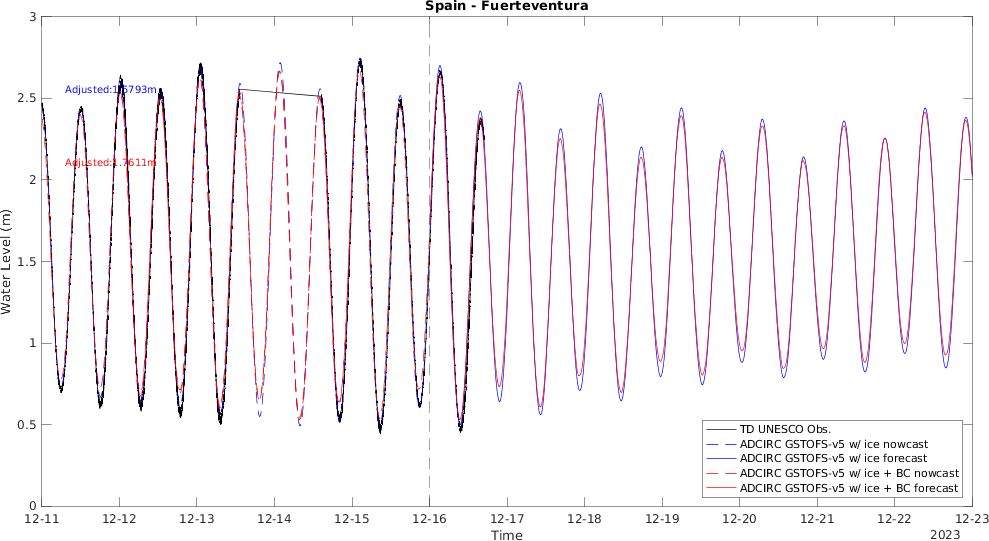 Spain - Fuerteventura
3
2.5
2
1.5
1
0.5
0
Water Level (m)
Adjusted:1.5793m
Adjusted:1.7611m
TD UNESCO Obs.
ADCIRC GSTOFS-v5 w/ ice nowcast
ADCIRC GSTOFS-v5 w/ ice forecast
ADCIRC GSTOFS-v5 w/ ice + BC nowcast
ADCIRC GSTOFS-v5 w/ ice + BC forecast
12-11 12-12 12-13 12-14 12-15 12-16 12-17 12-18 12-19 12-20 12-21 12-22 12-23
Time
2023